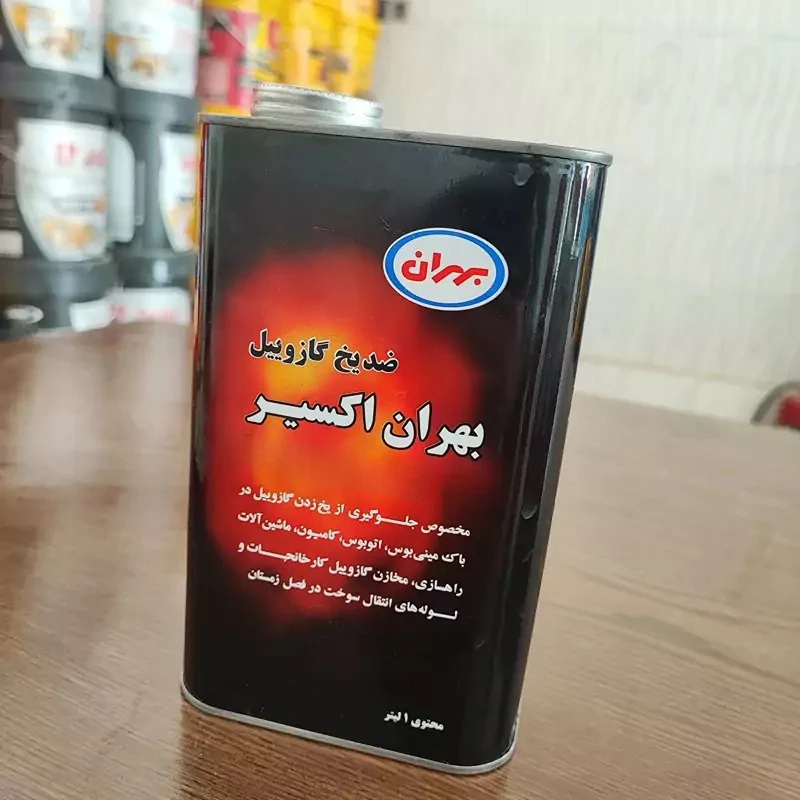 بهران
ضدیخ گازوییل
بهران اکسیر
مخصوص جلوگیری از یخ زدن گازوییل در
باک مینی‌بوس، اتوبوس، کامیون، ماشین‌آلات
راهسازی، مخازن گازوییل کارخانجات و
لوله‌های انتقال سوخت در فصل زمستان
محتوی ۱ لیتر